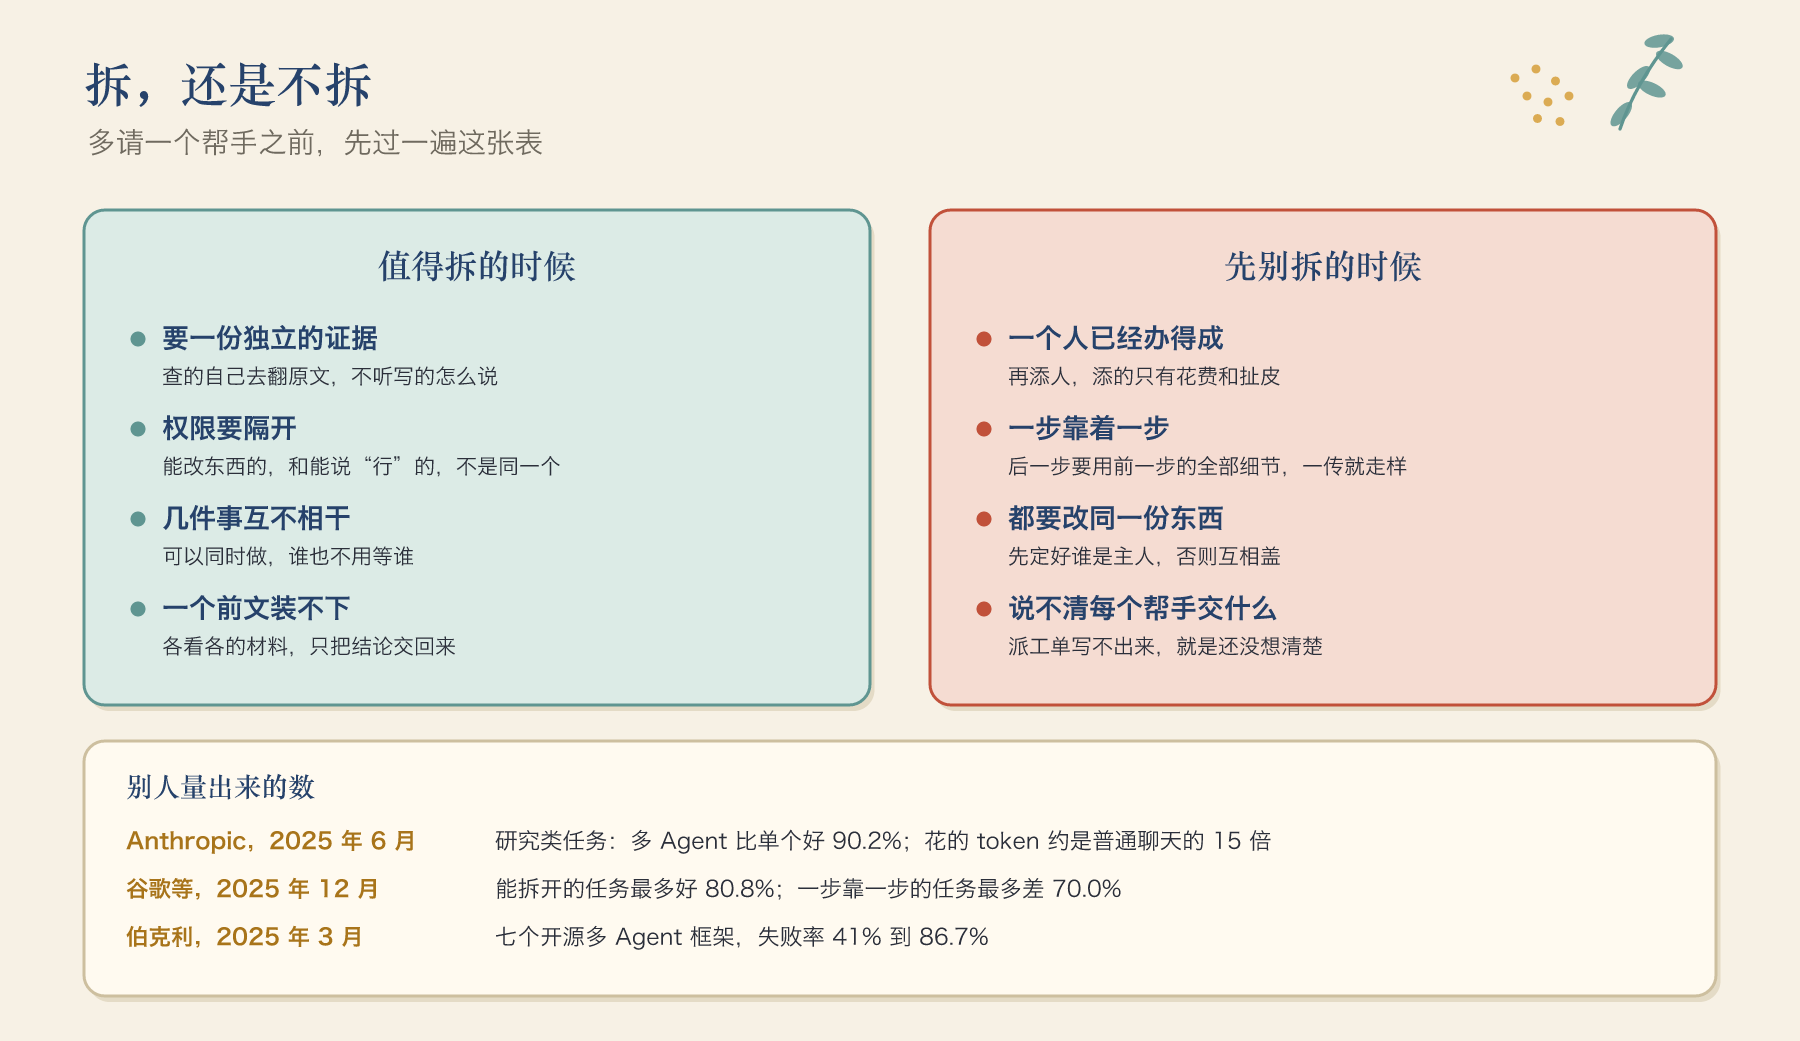 拆，还是不拆
多请一个帮手之前，先过一遍这张表
值得拆的时候
要一份独立的证据
查的自己去翻原文，不听写的怎么说
权限要隔开
能改东西的，和能说“行”的，不是同一个
几件事互不相干
可以同时做，谁也不用等谁
一个前文装不下
各看各的材料，只把结论交回来
先别拆的时候
一个人已经办得成
再添人，添的只有花费和扯皮
一步靠着一步
后一步要用前一步的全部细节，一传就走样
都要改同一份东西
先定好谁是主人，否则互相盖
说不清每个帮手交什么
派工单写不出来，就是还没想清楚
别人量出来的数
Anthropic，2025 年 6 月 研究类任务：多 Agent 比单个好 90.2%；花的 token 约是普通聊天的 15 倍
谷歌等，2025 年 12 月 能拆开的任务最多好 80.8%；一步靠一步的任务最多差 70.0%
伯克利，2025 年 3 月 七个开源多 Agent 框架，失败率 41% 到 86.7%